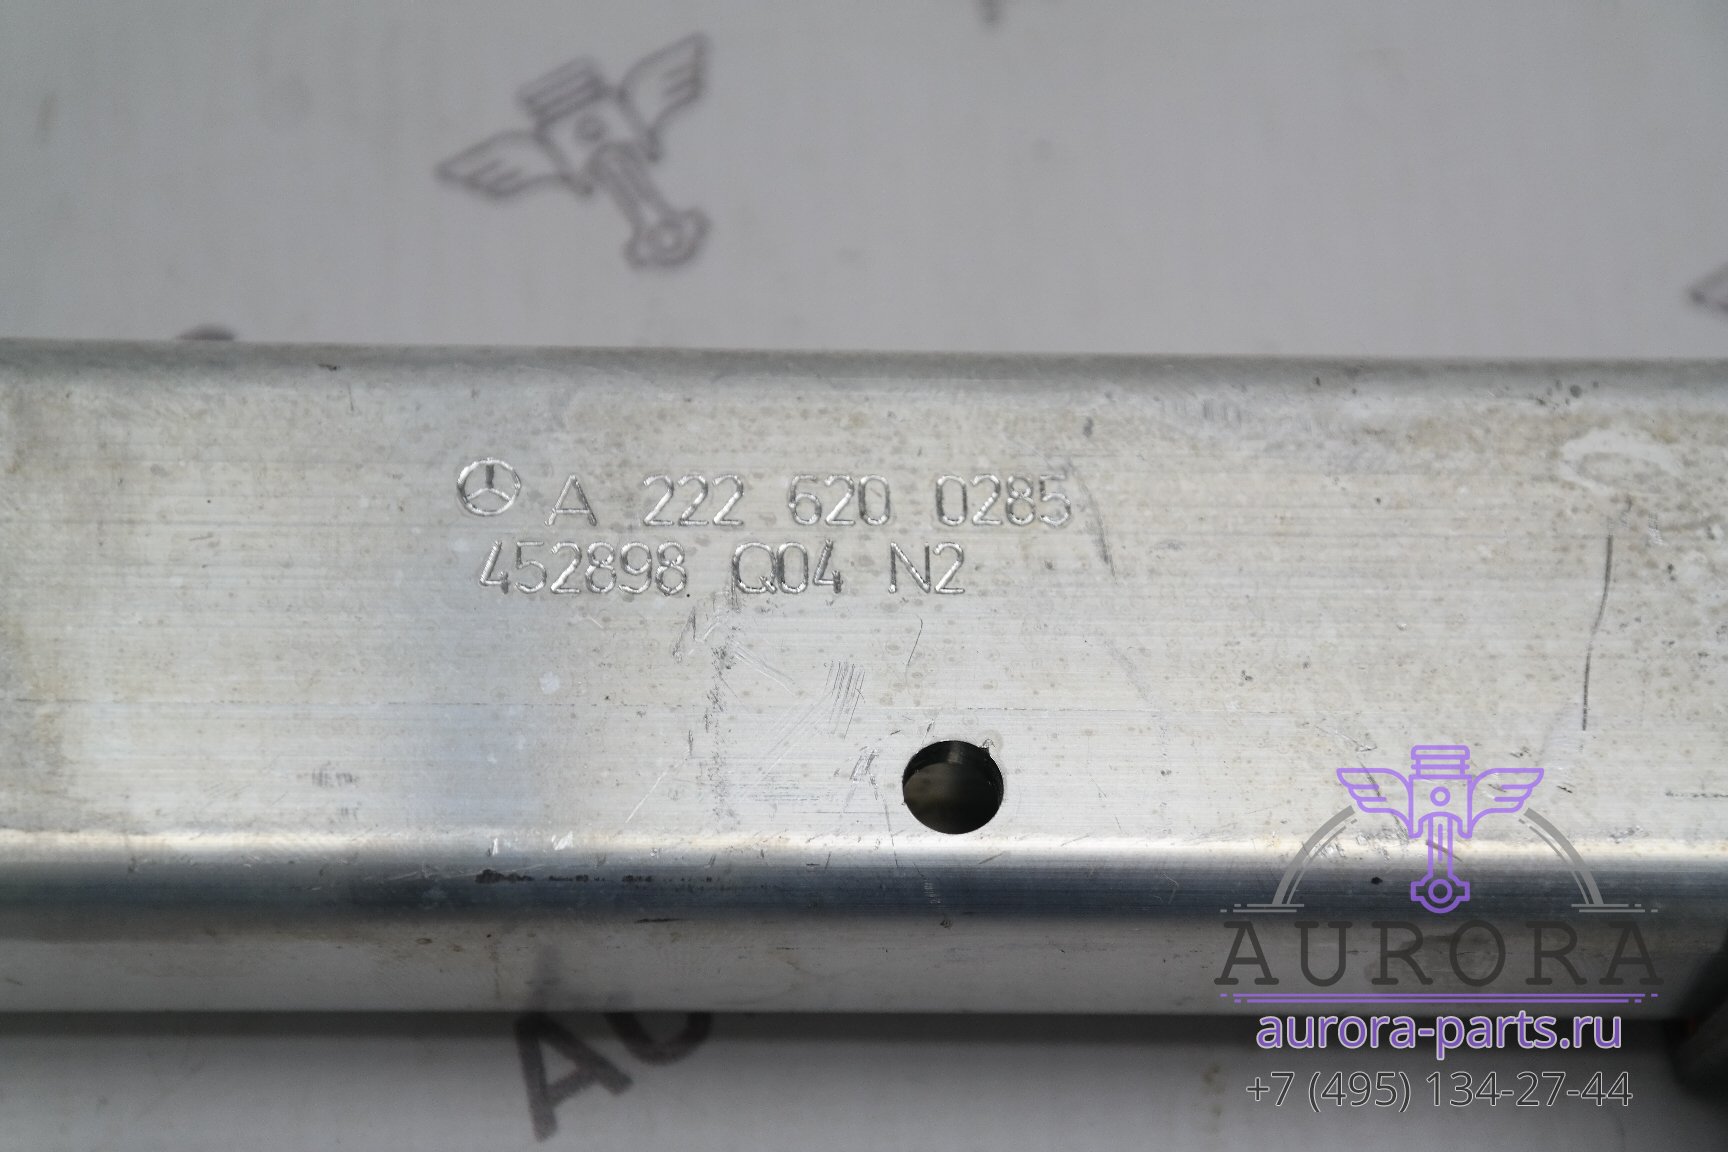 A 222 620 0285
452898 Q04 N2
AURORA
aurora-parts.ru
+7 (495) 134-27-44